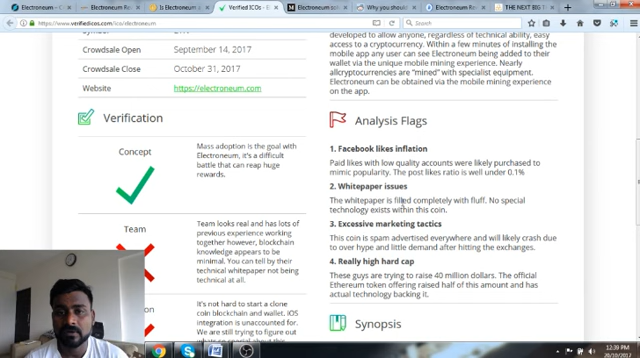 Electroneum
Electroneum Re
Is Electroneum
Verified ICOs - E
Electroneum sol
Why you should
Electroneum Re
THE NEXT BIG T
https://www.verifiedicos.com/ico/electroneum
Search
Crowdsale Open September 14, 2017
Crowdsale Close October 31, 2017
Website https://electroneum.com
Verification
Concept
Mass adoption is the goal with
Electroneum, it's a difficult
battle that can reap huge
rewards.
Team
Team looks real and has lots of
previous experience working
together however, blockchain
knowledge appears to be
minimal. You can tell by their
technical whitepaper not being
technical at all.
It's not hard to start a clone
coin blockchain and wallet. iOS
integration is unaccounted for.
We are still trying to figure out
developed to allow anyone, regardless of technical ability, easy
access to a cryptocurrency. Within a few minutes of installing the
mobile app any user can see Electroneum being added to their
wallet via the unique mobile mining experience. Nearly
allcryptocurrencies are "mined" with specialist equipment.
Electroneum can be obtained via the mobile mining experience
on the app.
Analysis Flags
1. Facebook likes inflation
Paid likes with low quality accounts were likely purchased to
mimic popularity. The post likes ratio is well under 0.1%
2. Whitepaper issues
The whitepaper is filled completely with fluff. No special
technology exists within this coin.
3. Excessive marketing tactics
This coin is spam advertised everywhere and will likely crash due
to over hype and little demand after hitting the exchanges.
4. Really high hard cap
These guys are trying to raise 40 million dollars. The official
Ethereum token offering raised half of this amount and has
actual technology backing it.
Synopsis
12:39 PM
20/10/2017